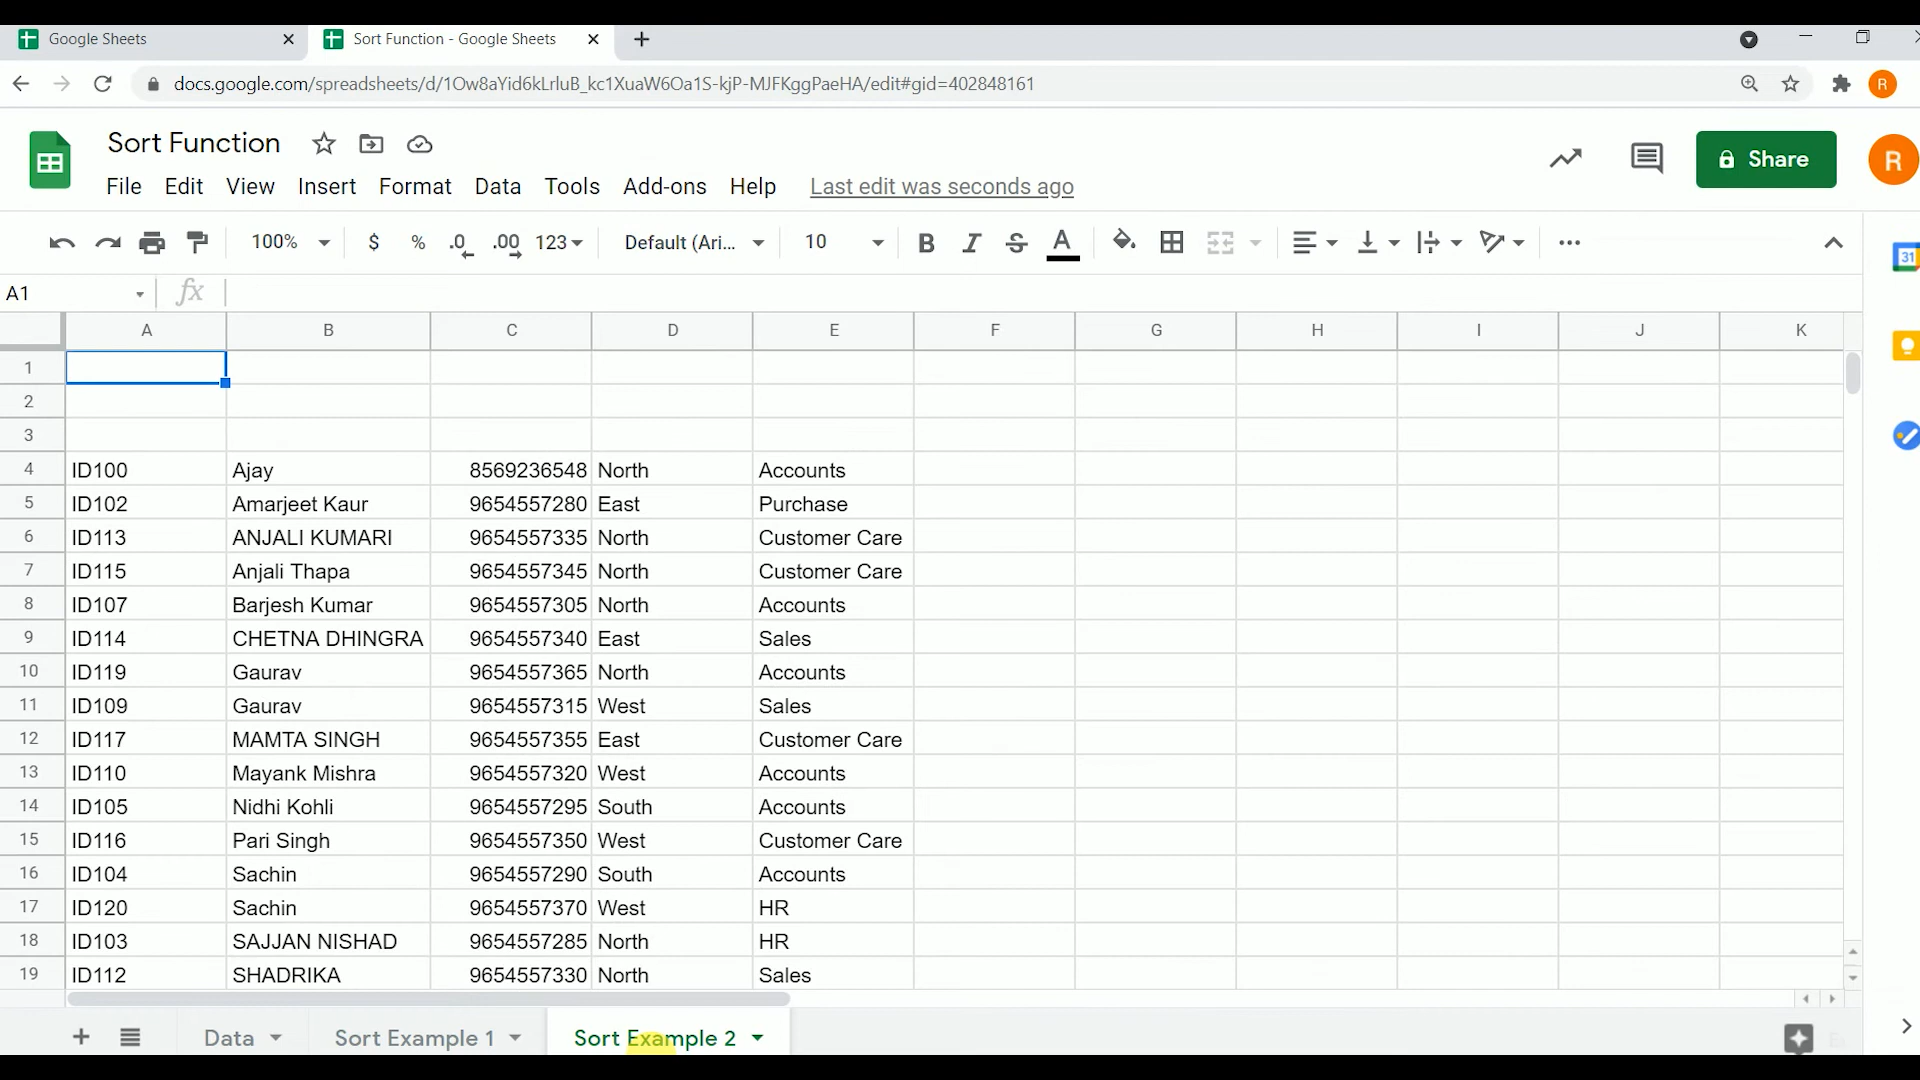 Google Sheets
Sort Function - Google Sheets
docs.google.com/spreadsheets/d/1Ow8aYid6kLrluB_kc1XuaW6Oa1S-kjP-MJFKggPaeHA/edit#gid=402848161
R
Sort Function
Share
R
File Edit View Insert Format Data Tools Add-ons Help Last edit was seconds ago
100% $ % .0 .00 123 Default (Ari... 10 B I S A
31
A1 fx
A B C D E F G H I J K
1
2
3
4 ID100 Ajay 8569236548 North Accounts
5 ID102 Amarjeet Kaur 9654557280 East Purchase
6 ID113 ANJALI KUMARI 9654557335 North Customer Care
7 ID115 Anjali Thapa 9654557345 North Customer Care
8 ID107 Barjesh Kumar 9654557305 North Accounts
9 ID114 CHETNA DHINGRA 9654557340 East Sales
10 ID119 Gaurav 9654557365 North Accounts
11 ID109 Gaurav 9654557315 West Sales
12 ID117 MAMTA SINGH 9654557355 East Customer Care
13 ID110 Mayank Mishra 9654557320 West Accounts
14 ID105 Nidhi Kohli 9654557295 South Accounts
15 ID116 Pari Singh 9654557350 West Customer Care
16 ID104 Sachin 9654557290 South Accounts
17 ID120 Sachin 9654557370 West HR
18 ID103 SAJJAN NISHAD 9654557285 North HR
19 ID112 SHADRIKA 9654557330 North Sales
Data Sort Example 1 Sort Example 2